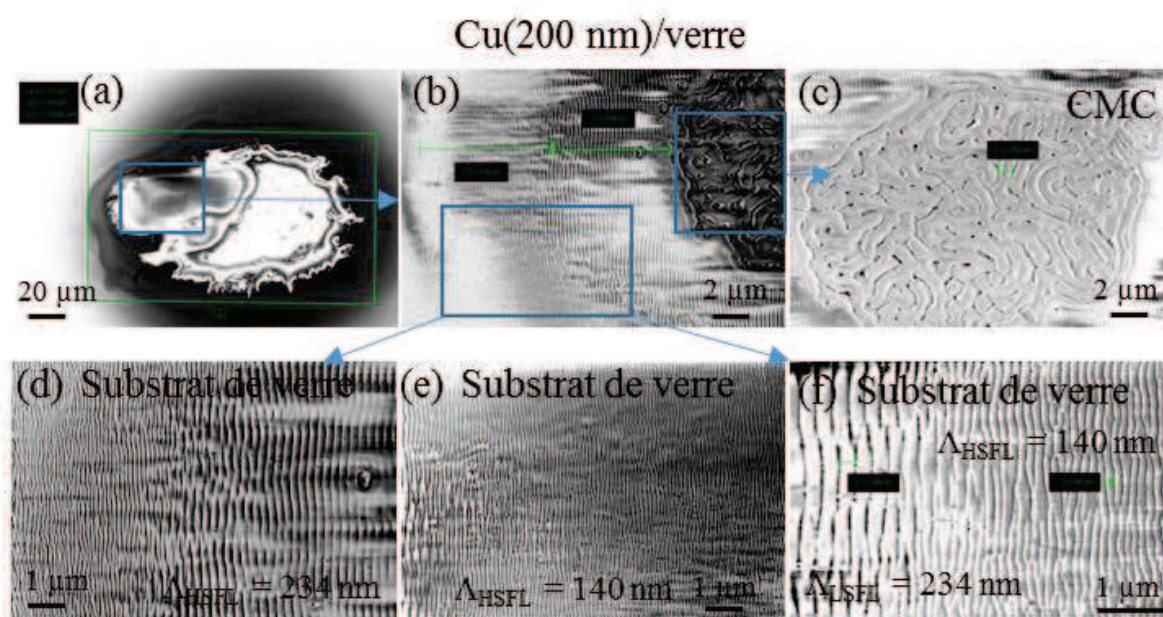 Cu(200 nm)/verre
(a)
20 µm
(b)
2 µm
(c)
CMC
2 µm
(d) Substrat de verre
1 µm
ΛHSFL = 234 nm
(e) Substrat de verre
ΛHSFL = 140 nm
1 µm
(f)
Substrat de verre
ΛHSFL = 140 nm
ΛLSFL = 234 nm
1 µm